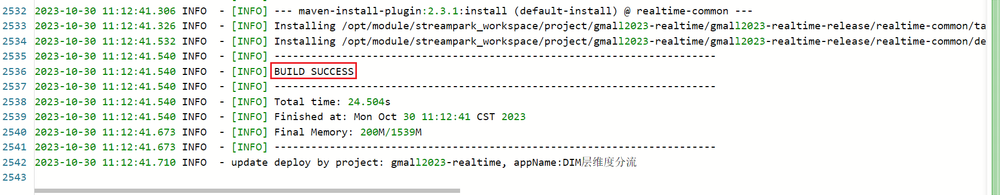 2532 2023-10-30 11:12:41.306 INFO  - [INFO] --- maven-install-plugin:2.3.1:install (default-install) @ realtime-common ---
2533 2023-10-30 11:12:41.326 INFO  - [INFO] Installing /opt/module/streampark_workspace/project/gmall2023-realtime/gmall2023-realtime-release/realtime-common/ta
2534 2023-10-30 11:12:41.532 INFO  - [INFO] Installing /opt/module/streampark_workspace/project/gmall2023-realtime/gmall2023-realtime-release/realtime-common/de
2535 2023-10-30 11:12:41.540 INFO  - [INFO] ------------------------------------------------------------------------
2536 2023-10-30 11:12:41.540 INFO  - [INFO] BUILD SUCCESS
2537 2023-10-30 11:12:41.540 INFO  - [INFO] ------------------------------------------------------------------------
2538 2023-10-30 11:12:41.540 INFO  - [INFO] Total time: 24.504s
2539 2023-10-30 11:12:41.540 INFO  - [INFO] Finished at: Mon Oct 30 11:12:41 CST 2023
2540 2023-10-30 11:12:41.673 INFO  - [INFO] Final Memory: 200M/1539M
2541 2023-10-30 11:12:41.673 INFO  - [INFO] ------------------------------------------------------------------------
2542 2023-10-30 11:12:41.710 INFO  - update deploy by project: gmall2023-realtime, appName:DIM层维度分流
2543